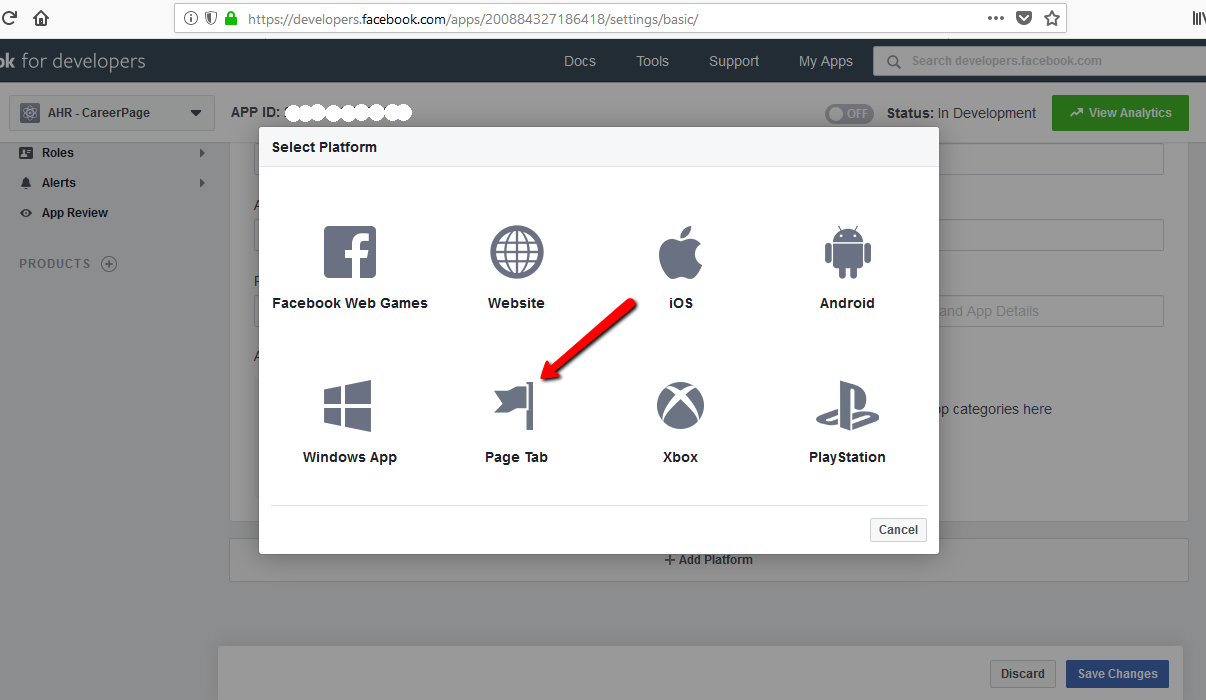 https://developers.facebook.com/apps/200884327186418/settings/basic/
ok for developers
Docs
Tools
Support
My Apps
Search developers.facebook.com
AHR - CareerPage
APP ID:
OFF
Status: In Development
View Analytics
Roles
Alerts
App Review
PRODUCTS
Select Platform
Facebook Web Games
Website
iOS
Android
and App Details
Windows App
Page Tab
Xbox
PlayStation
categories here
Cancel
+ Add Platform
Discard
Save Changes